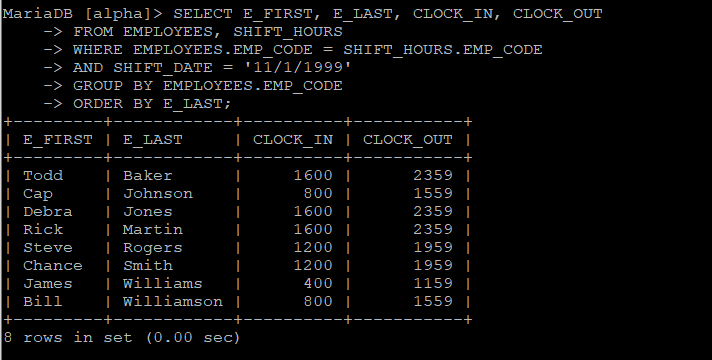 MariaDB [alpha]> SELECT E_FIRST, E_LAST, CLOCK_IN, CLOCK_OUT
    -> FROM EMPLOYEES, SHIFT_HOURS
    -> WHERE EMPLOYEES.EMP_CODE = SHIFT_HOURS.EMP_CODE
    -> AND SHIFT_DATE = '11/1/1999'
    -> GROUP BY EMPLOYEES.EMP_CODE
    -> ORDER BY E_LAST;
+---------+------------+----------+-----------+
| E_FIRST | E_LAST     | CLOCK_IN | CLOCK_OUT |
+---------+------------+----------+-----------+
| Todd    | Baker      |     1600 |      2359 |
| Cap     | Johnson    |      800 |      1559 |
| Debra   | Jones      |     1600 |      2359 |
| Rick    | Martin     |     1600 |      2359 |
| Steve   | Rogers     |     1200 |      1959 |
| Chance  | Smith      |     1200 |      1959 |
| James   | Williams   |      400 |      1159 |
| Bill    | Williamson |      800 |      1559 |
+---------+------------+----------+-----------+
8 rows in set (0.00 sec)